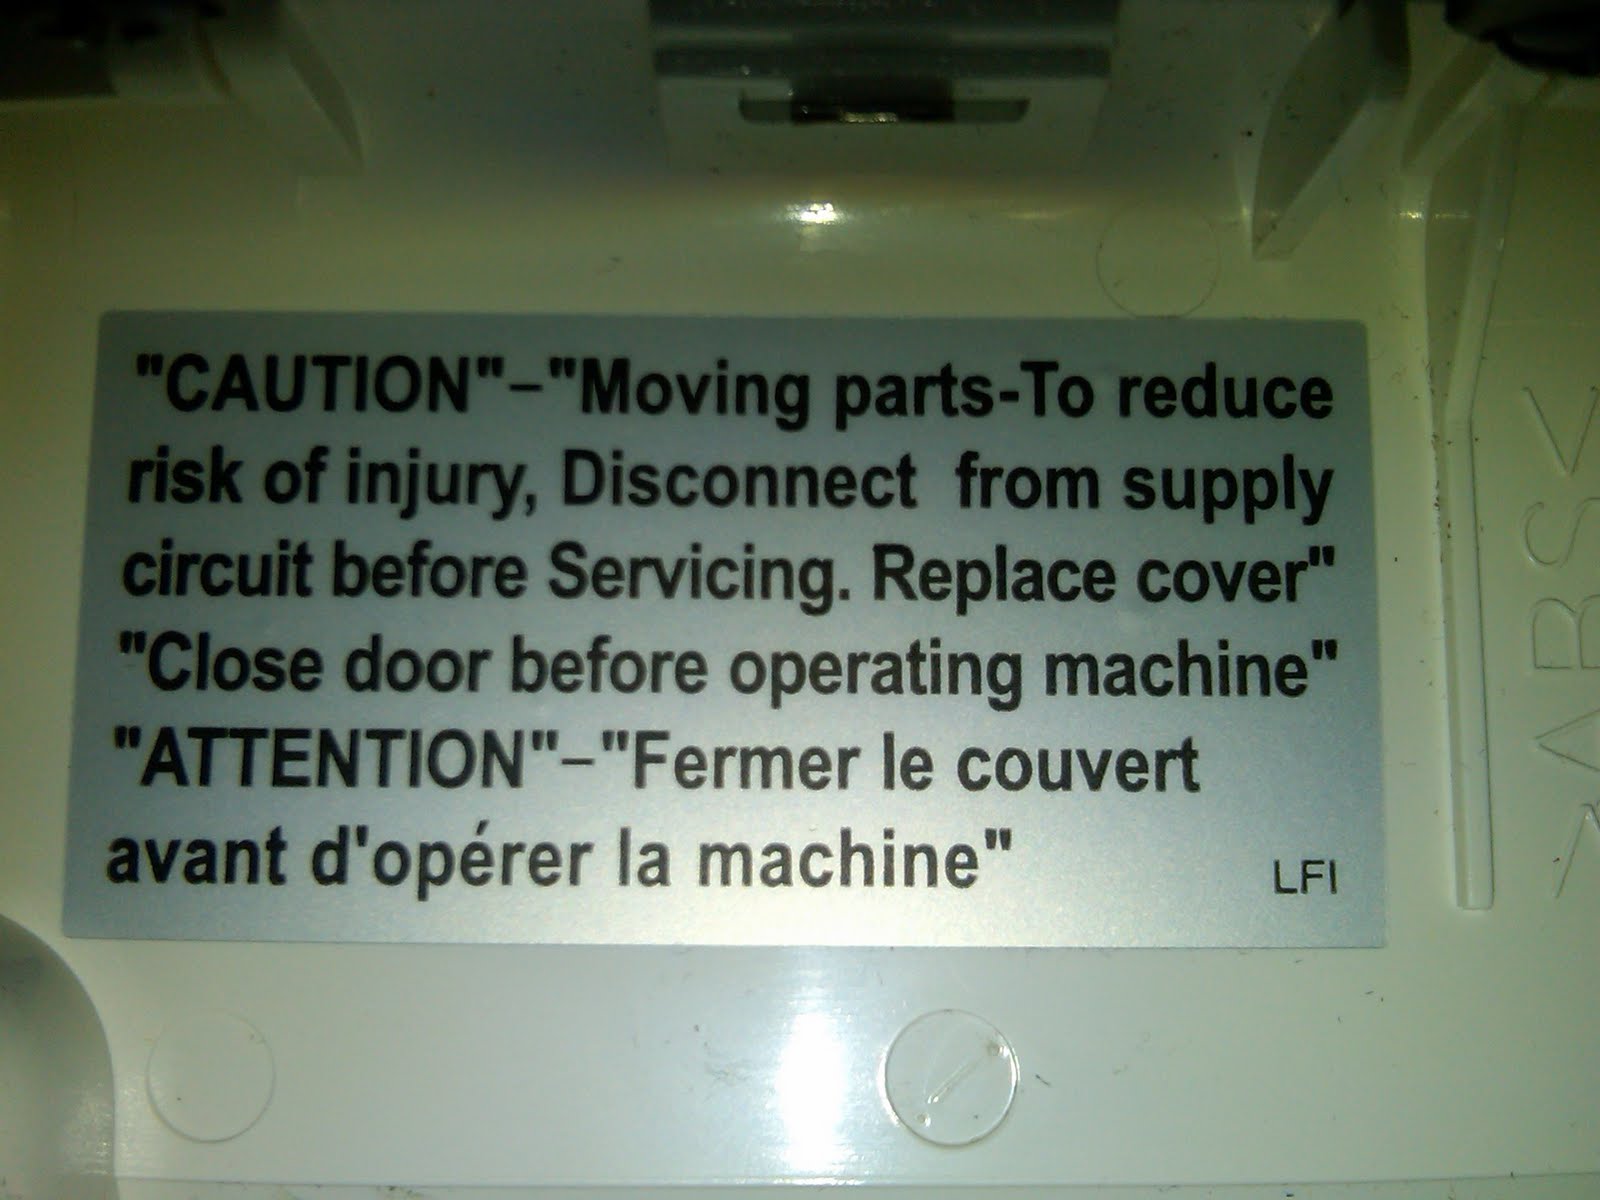 "CAUTION"-"Moving parts-To reduce
risk of injury, Disconnect from supply
circuit before Servicing. Replace cover"
"Close door before operating machine"
"ATTENTION"-"Fermer le couvert
avant d'opérer la machine"
LFI
>ABS<